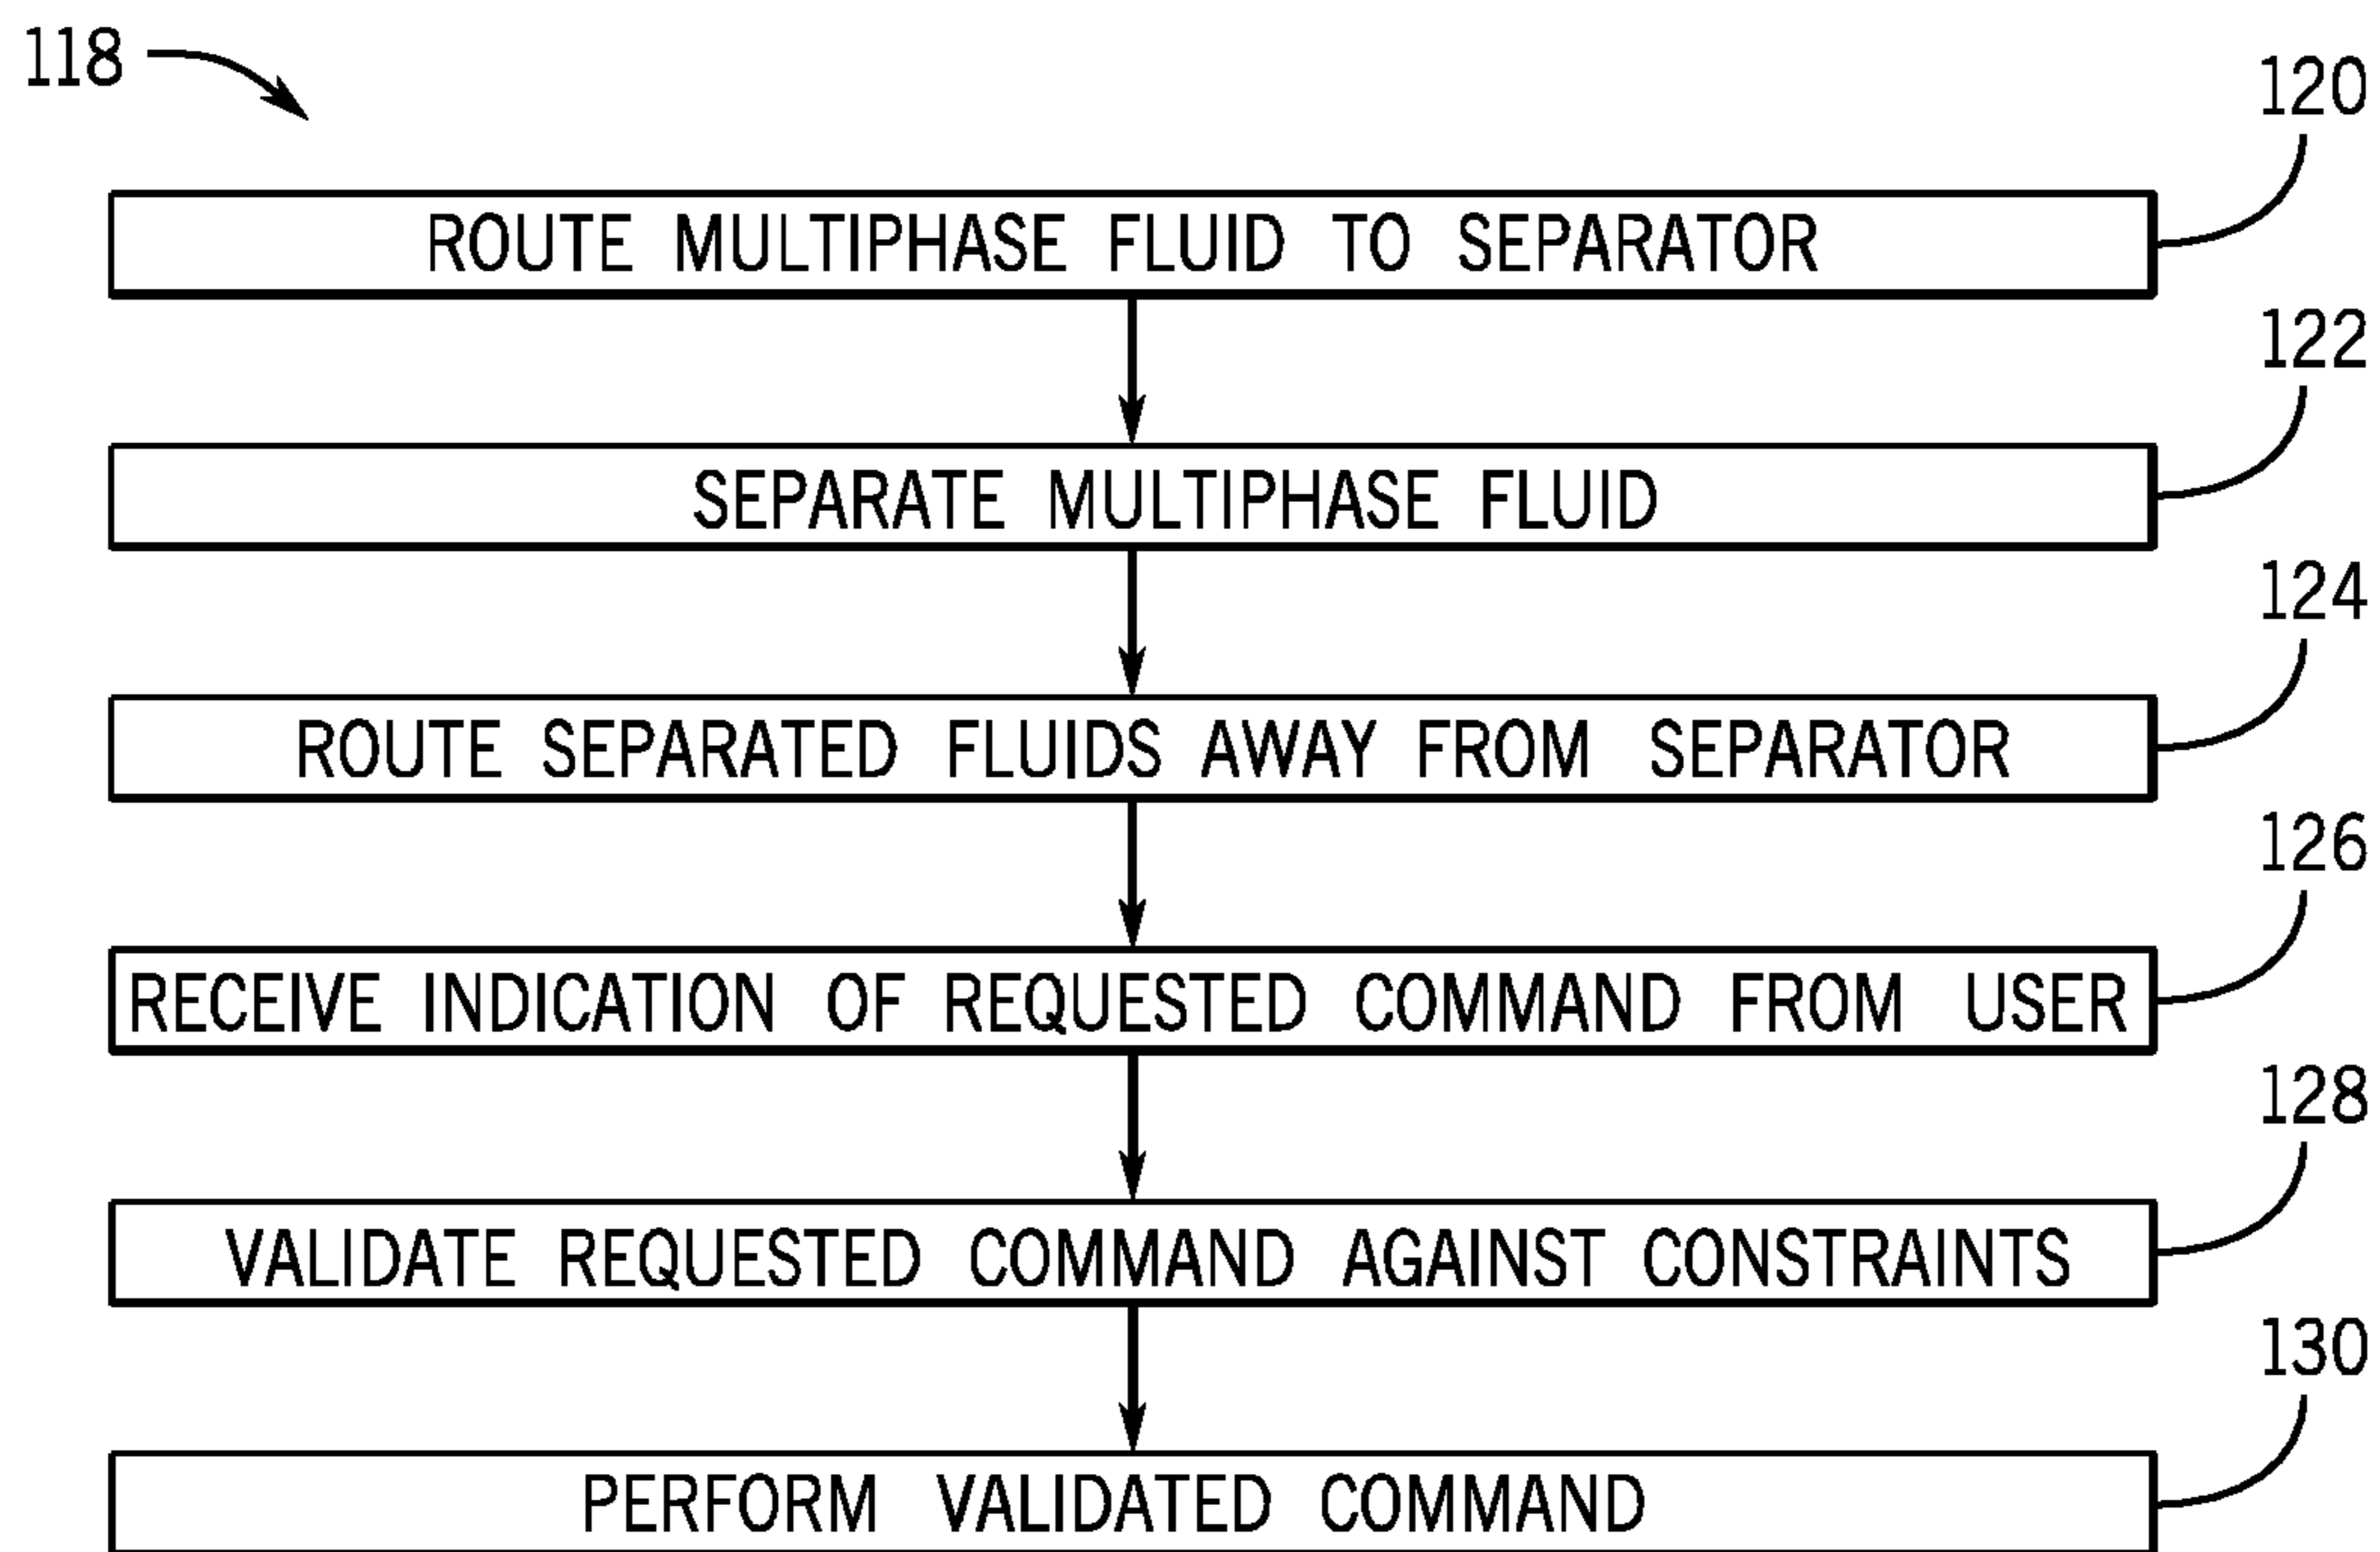 118
120
ROUTE MULTIPHASE FLUID TO SEPARATOR
122
SEPARATE MULTIPHASE FLUID
124
ROUTE SEPARATED FLUIDS AWAY FROM SEPARATOR
126
RECEIVE INDICATION OF REQUESTED COMMAND FROM USER
128
VALIDATE REQUESTED COMMAND AGAINST CONSTRAINTS
130
PERFORM VALIDATED COMMAND